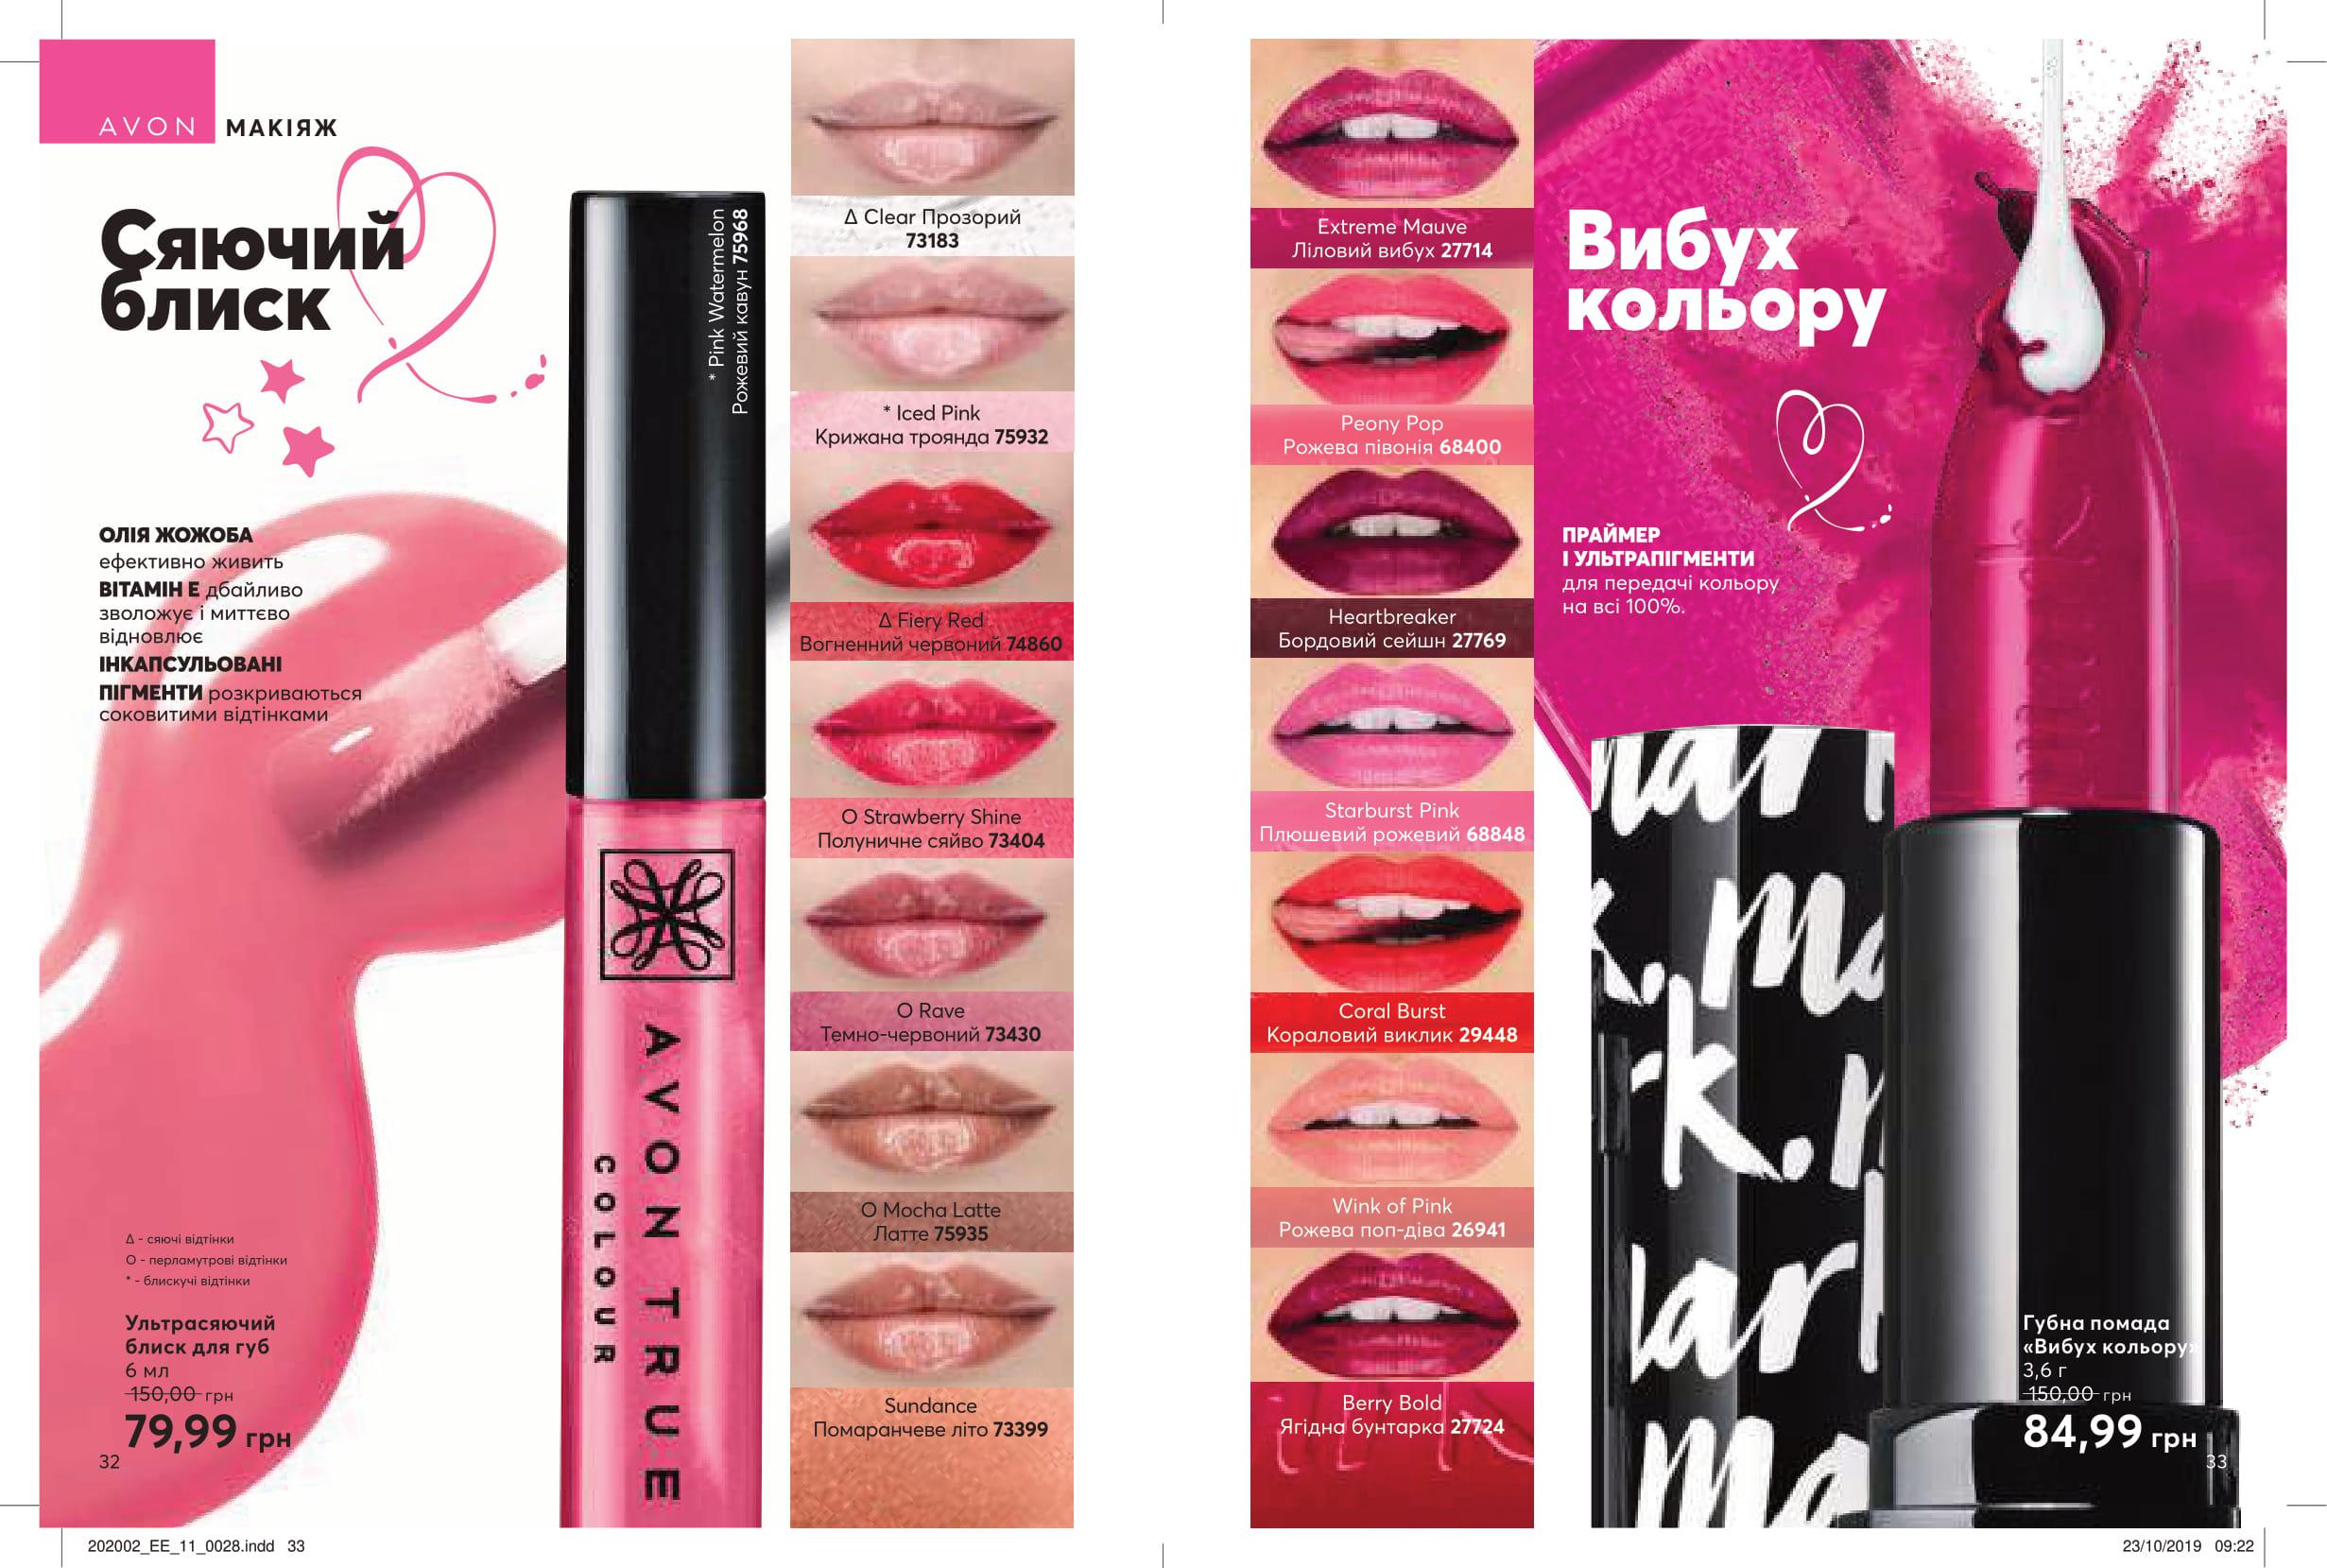 AVON МАКІЯЖ
Сяючий
блиск
ОЛІЯ ЖОЖОБА
ефективно живить
ВІТАМІН Е дбайливо
зволожує і миттєво
відновлює
ІНКАПСУЛЬОВАНІ
ПІГМЕНТИ розкриваються
соковитими відтінками
Δ - сяючі відтінки
О - перламутрові відтінки
* - блискучі відтінки
Ультрасяючий
блиск для губ
6 мл
150,00 грн
79,99 грн
32
* Pink Watermelon
Рожевий кавун 75968
AVON TRUE
COLOUR
Δ Clear Прозорий
73183
* Iced Pink
Крижана троянда 75932
Δ Fiery Red
Вогненний червоний 74860
О Strawberry Shine
Полуничне сяйво 73404
О Rave
Темно-червоний 73430
О Mocha Latte
Латте 75935
Sundance
Помаранчеве літо 73399
Extreme Mauve
Ліловий вибух 27714
Peony Pop
Рожева півонія 68400
Heartbreaker
Бордовий сейшн 27769
Starburst Pink
Плюшевий рожевий 68848
Coral Burst
Кораловий виклик 29448
Wink of Pink
Рожева поп-діва 26941
Berry Bold
Ягідна бунтарка 27724
Вибух
кольору
ПРАЙМЕР
І УЛЬТРАПІГМЕНТИ
для передачі кольору
на всі 100%.
Губна помада
«Вибух кольору»
3,6 г
150,00 грн
84,99 грн
33
202002_EE_11_0028.indd 33
23/10/2019 09:22